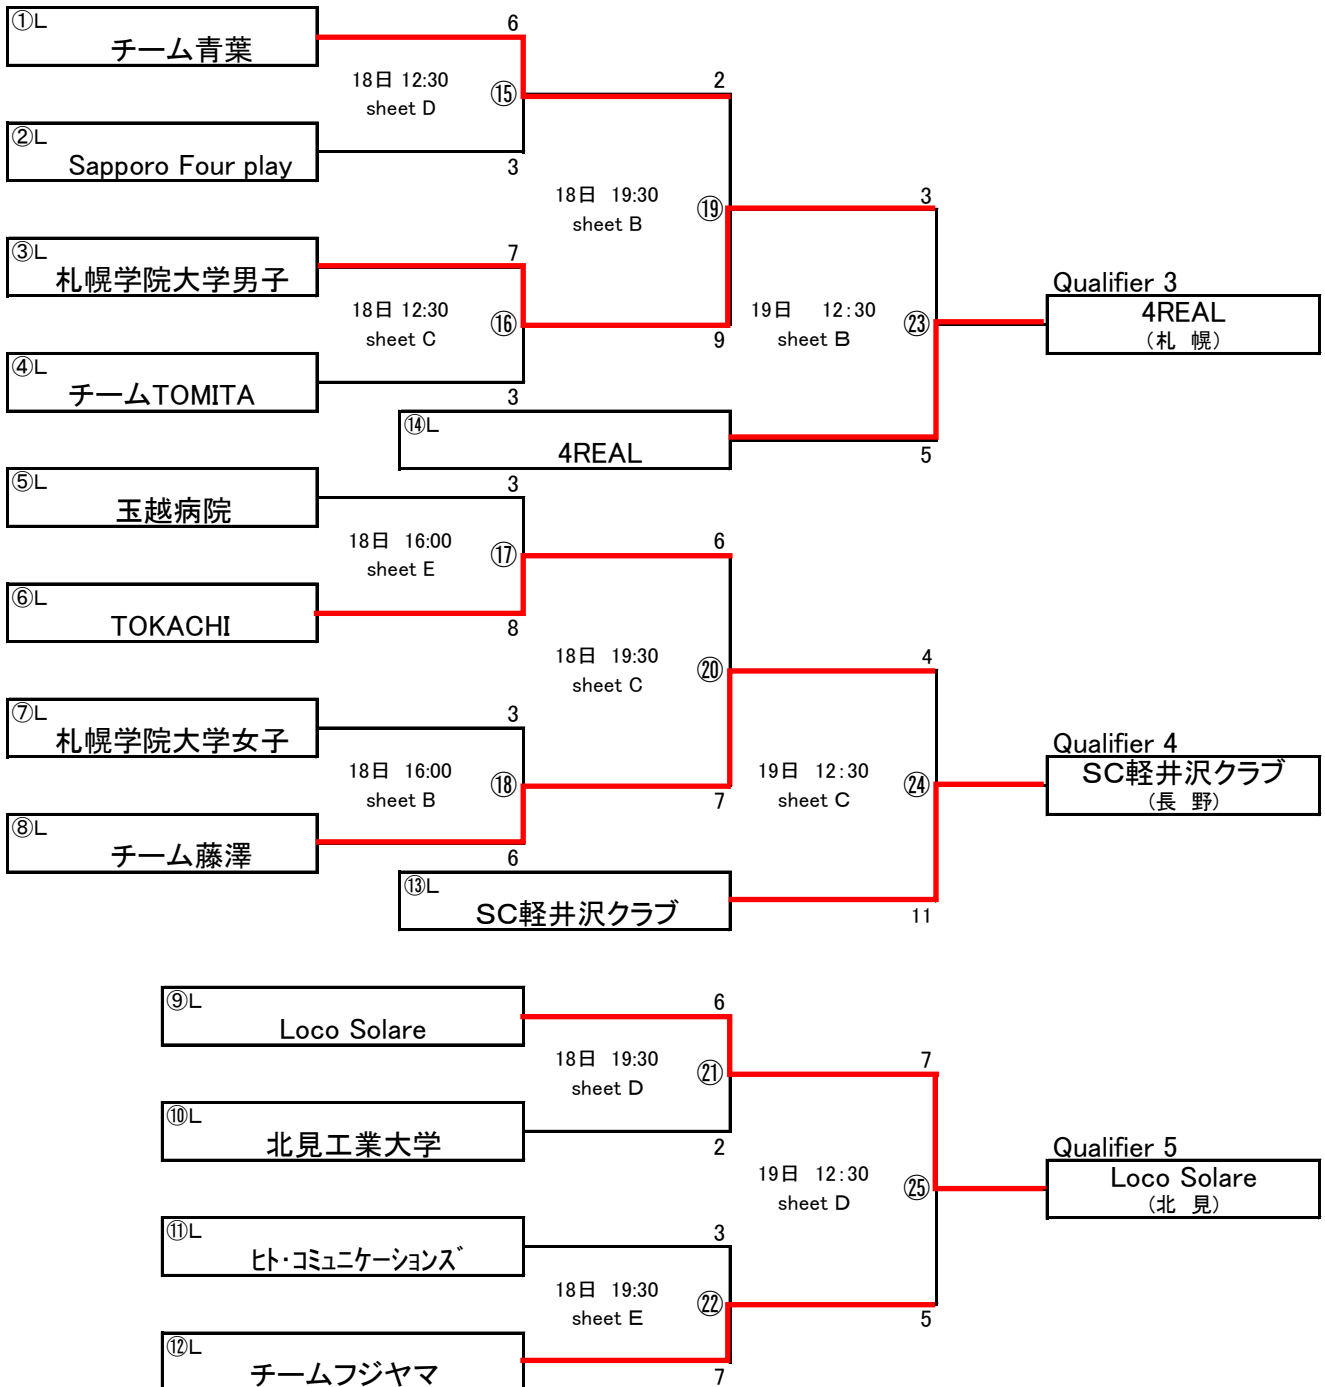 ①L
チーム青葉
6
18日 12:30
sheet D
⑮
2
②L
Sapporo Four play
3
18日 19:30
sheet B
⑲
3
③L
札幌学院大学男子
7
18日 12:30
sheet C
⑯
9
19日 12:30
sheet B
㉓
Qualifier 3
4REAL
(札 幌)
④L
チームTOMITA
3
⑭L
4REAL
5
⑤L
玉越病院
3
18日 16:00
sheet E
⑰
6
⑥L
TOKACHI
8
18日 19:30
sheet C
⑳
4
⑦L
札幌学院大学女子
3
18日 16:00
sheet B
⑱
7
19日 12:30
sheet C
㉔
Qualifier 4
SC軽井沢クラブ
(長 野)
⑧L
チーム藤澤
6
⑬L
SC軽井沢クラブ
11
⑨L
Loco Solare
6
18日 19:30
sheet D
㉑
7
⑩L
北見工業大学
2
19日 12:30
sheet D
㉕
Qualifier 5
Loco Solare
(北 見)
⑪L
ヒト・コミュニケーションズ
3
18日 19:30
sheet E
㉒
5
⑫L
チームフジヤマ
7